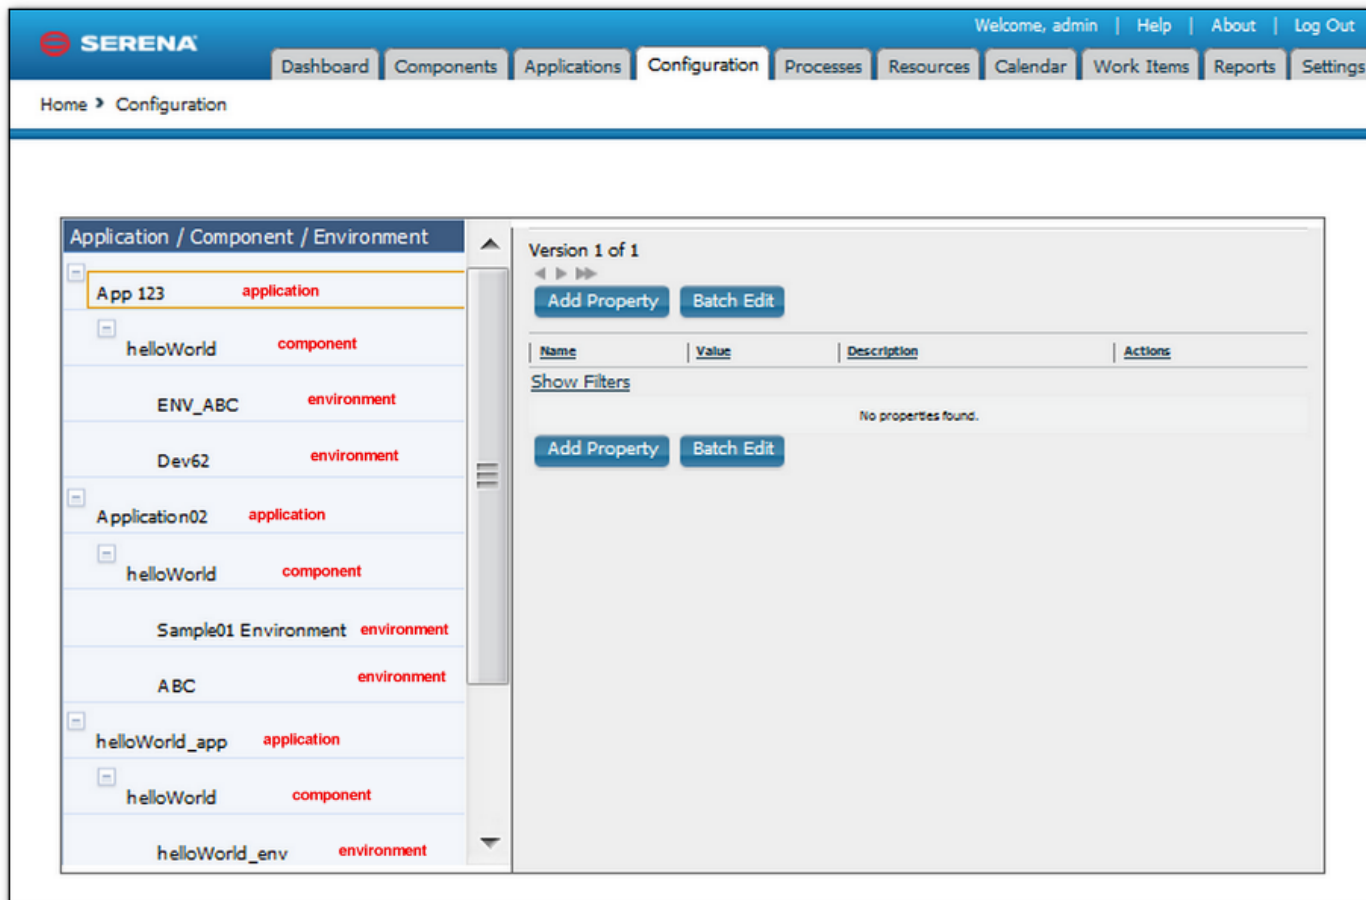 Welcome, admin | Help | About | Log Out
SERENA
Dashboard Components Applications Configuration Processes Resources Calendar Work Items Reports Settings
Home > Configuration
Application / Component / Environment
App 123 application
helloWorld component
ENV_ABC environment
Dev62 environment
Application02 application
helloWorld component
Sample01 Environment environment
ABC environment
helloWorld_app application
helloWorld component
helloWorld_env environment
Version 1 of 1
Add Property Batch Edit
Name Value Description Actions
Show Filters
No properties found.
Add Property Batch Edit